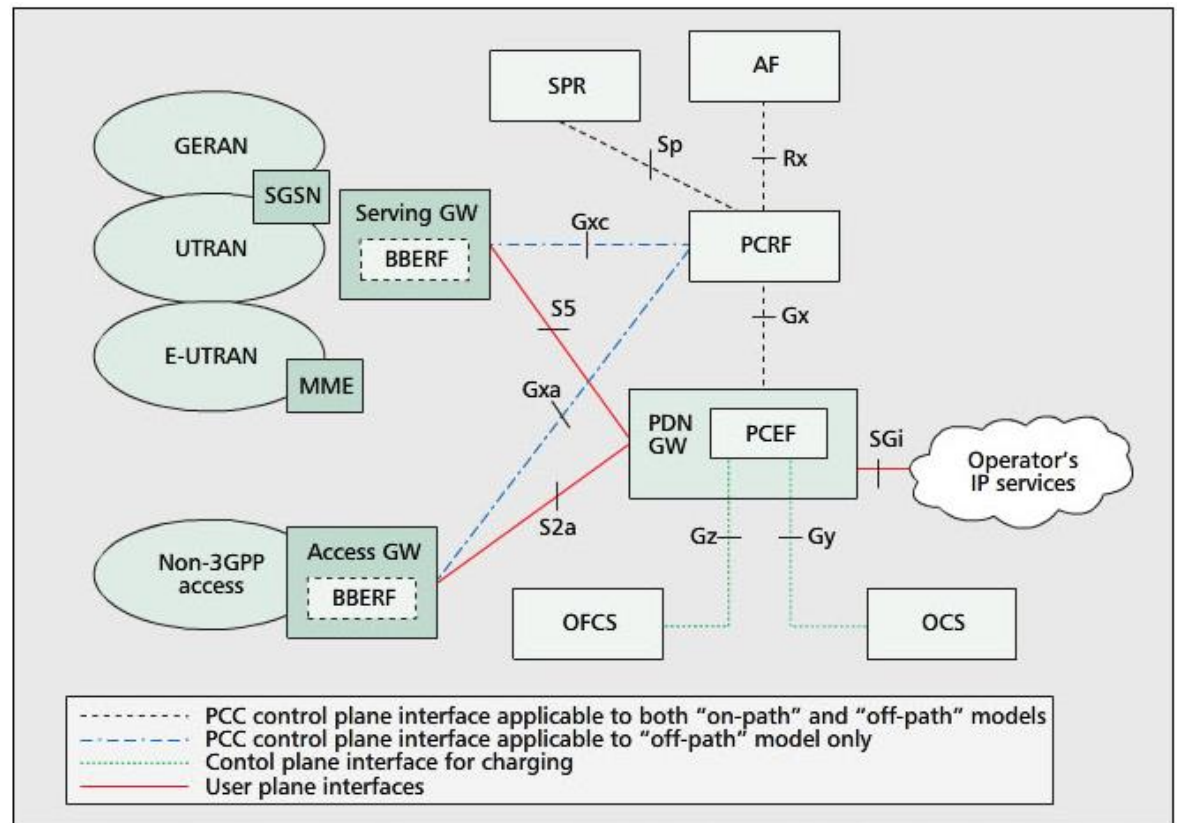 AF
SPR
GERAN
Sp
Rx
SGSN
Serving GW
Gxc
PCRF
UTRAN
BBERF
S5
Gx
E-UTRAN
MME
Gxa
PDN
GW
PCEF
SGi
Operator's
IP services
S2a
Gz
Gy
Non-3GPP
access
Access GW
BBERF
OFCS
OCS
PCC control plane interface applicable to both "on-path" and "off-path" models
PCC control plane interface applicable to "off-path" model only
Contol plane interface for charging
User plane interfaces